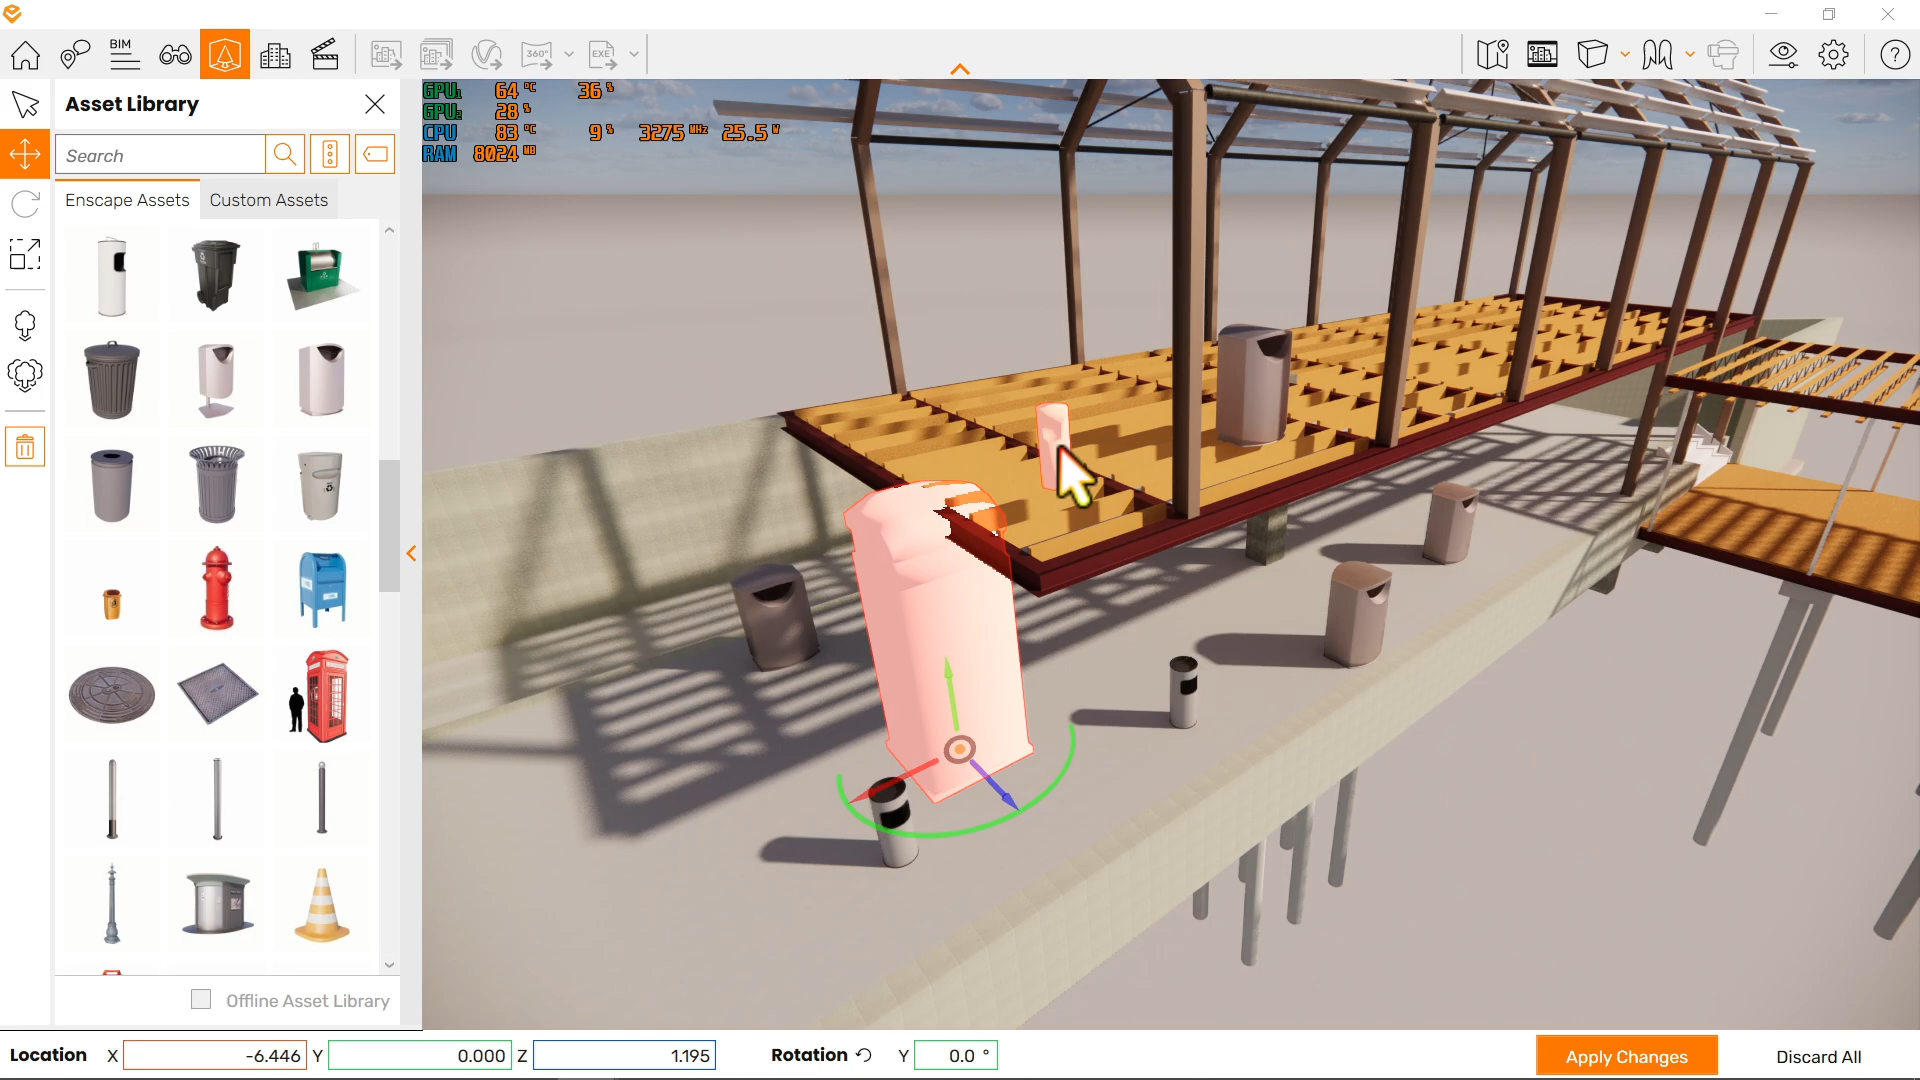 BIM
360°
EXE
Asset Library
GPU1 64 °C 36 %
GPU2 28 %
CPU 83 °C 9 % 3275 MHz 25.5 W
RAM 8024 MB
Search
Enscape Assets
Custom Assets
Offline Asset Library
Location X -6.446 Y 0.000 Z 1.195 Rotation Y 0.0 °
Apply Changes
Discard All